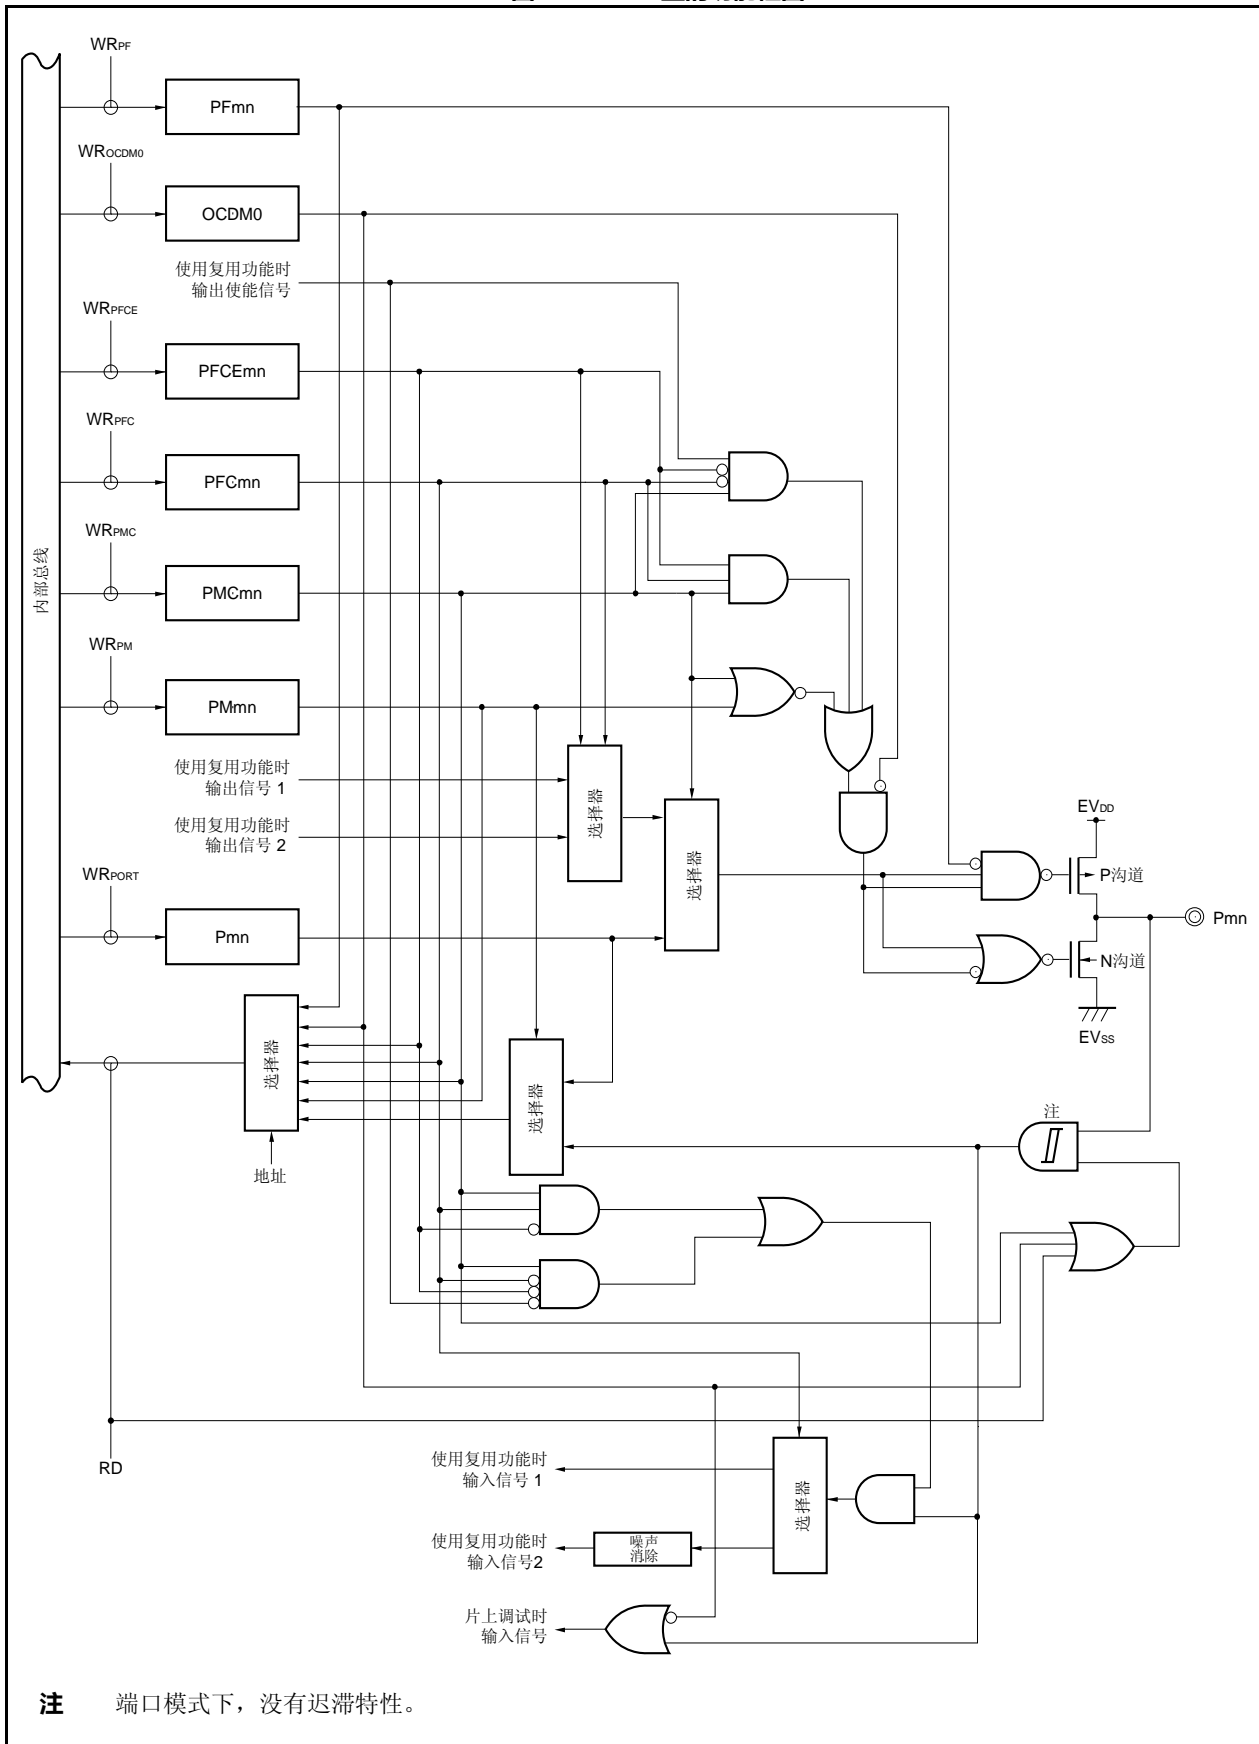 WRPF
PFmn
WROCDM0
OCDM0
使用复用功能时
输出使能信号
WRPFCE
PFCEmn
WRPFC
PFCmn
WRPMC
PMCmn
内部总线
WRPM
PMmn
使用复用功能时
输出信号 1
使用复用功能时
输出信号 2
选择器
选择器
EVDD
P沟道
Pmn
N沟道
EVSS
WRPORT
Pmn
选择器
地址
选择器
注
RD
使用复用功能时
输入信号 1
选择器
使用复用功能时
输入信号2
噪声
消除
片上调试时
输入信号
注 端口模式下，没有迟滞特性。